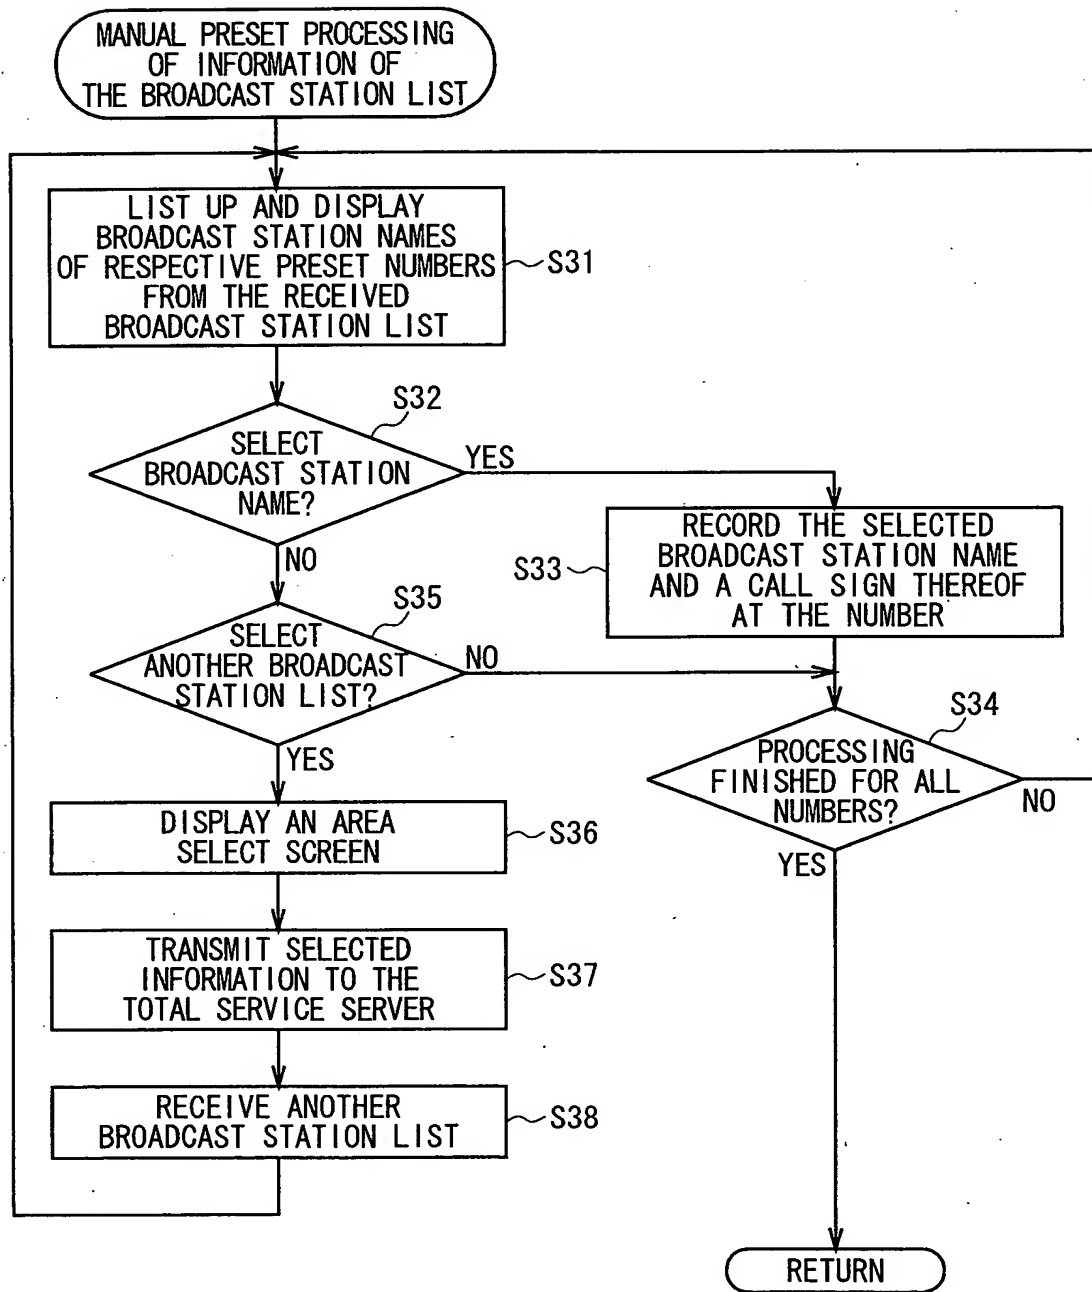 MANUAL PRESET PROCESSING
OF INFORMATION OF
THE BROADCAST STATION LIST
LIST UP AND DISPLAY
BROADCAST STATION NAMES
OF RESPECTIVE PRESET NUMBERS
FROM THE RECEIVED
BROADCAST STATION LIST
S31
S32
SELECT
BROADCAST STATION
NAME?
YES
NO
S33
RECORD THE SELECTED
BROADCAST STATION NAME
AND A CALL SIGN THEREOF
AT THE NUMBER
S35
SELECT
ANOTHER BROADCAST
STATION LIST?
NO
YES
S34
PROCESSING
FINISHED FOR ALL
NUMBERS?
NO
YES
DISPLAY AN AREA
SELECT SCREEN
S36
TRANSMIT SELECTED
INFORMATION TO THE
TOTAL SERVICE SERVER
S37
RECEIVE ANOTHER
BROADCAST STATION LIST
S38
RETURN